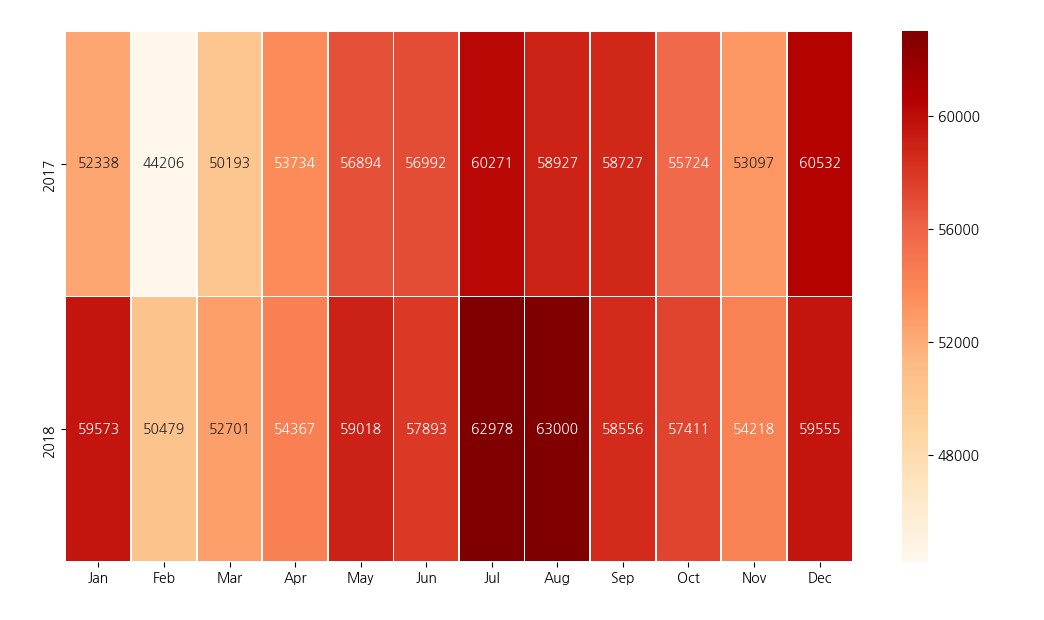 2017
52338 44206 50193 53734 56894 56992 60271 58927 58727 55724 53097 60532
2018
59573 50479 52701 54367 59018 57893 62978 63000 58556 57411 54218 59555
Jan Feb Mar Apr May Jun Jul Aug Sep Oct Nov Dec
60000
56000
52000
48000